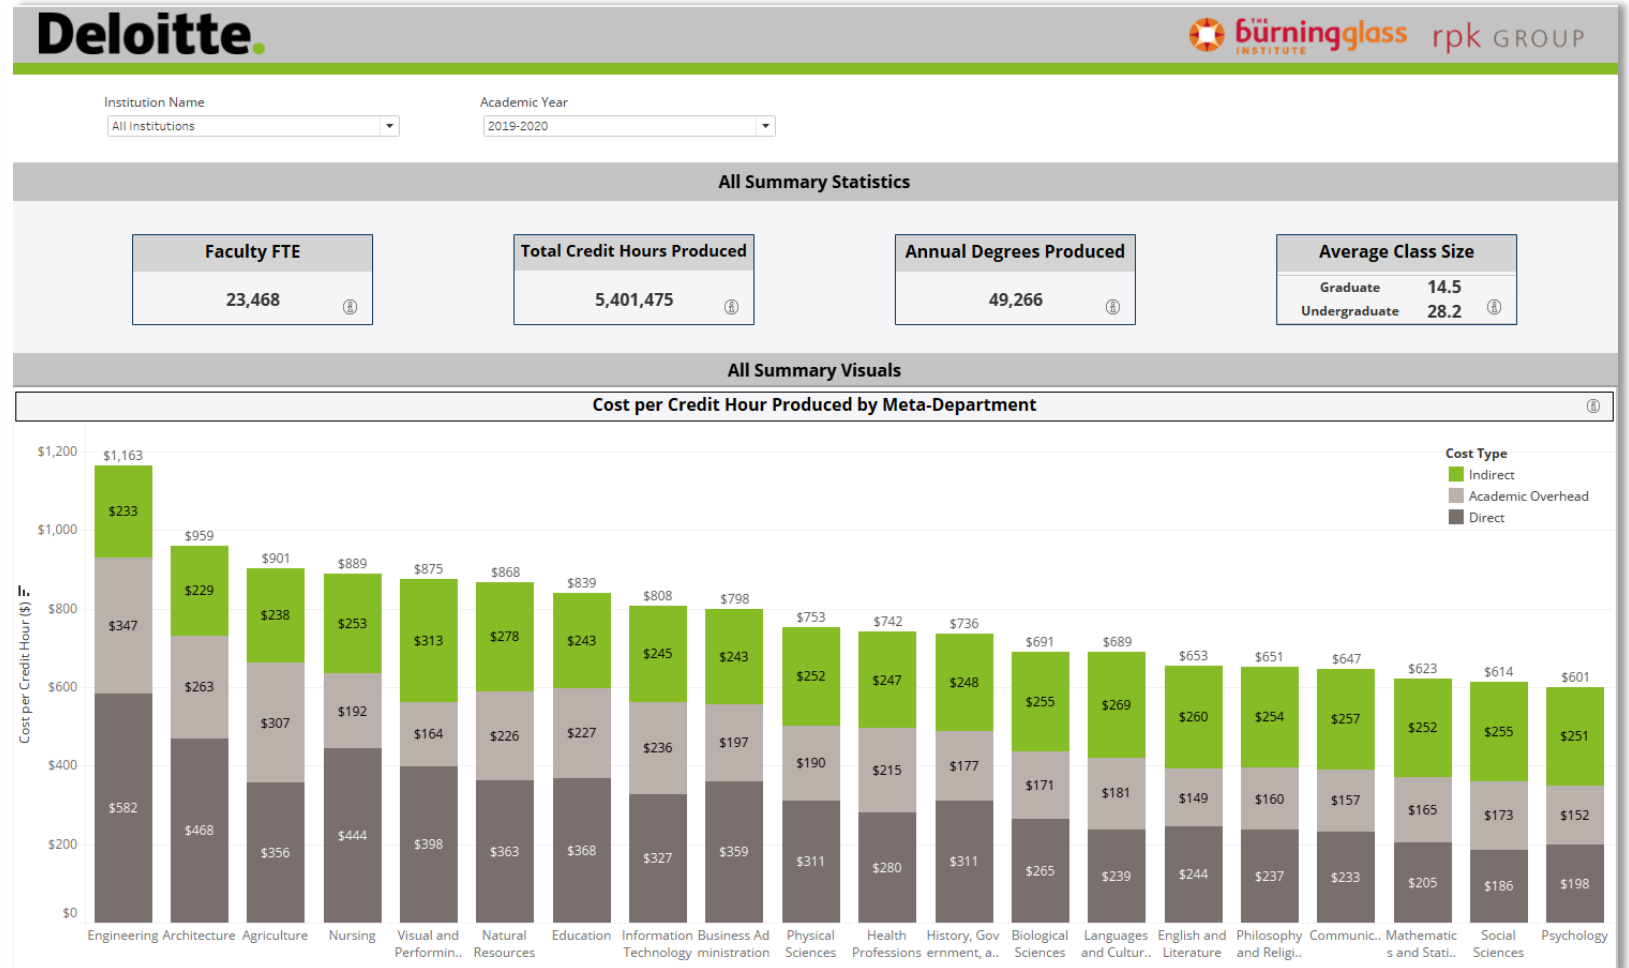 Deloitte.
THE
burningglass
INSTITUTE
rpk GROUP
Institution Name
Academic Year
All Institutions
2019-2020
All Summary Statistics
Faculty FTE
23,468
Total Credit Hours Produced
5,401,475
Annual Degrees Produced
49,266
Average Class Size
Graduate 14.5
Undergraduate 28.2
All Summary Visuals
Cost per Credit Hour Produced by Meta-Department
Cost Type
Indirect
Academic Overhead
Direct
Cost per Credit Hour ($)
$1,200
$1,000
$800
$600
$400
$200
$0
$1,163
$233
$347
$582
Engineering
$959
$229
$263
$468
Architecture
$901
$238
$307
$356
Agriculture
$889
$253
$192
$444
Nursing
$875
$313
$164
$398
Visual and
Performin..
$868
$278
$226
$363
Natural
Resources
$839
$243
$227
$368
Education
$808
$245
$236
$327
Information
Technology
$798
$243
$197
$359
Business Ad
ministration
$753
$252
$190
$311
Physical
Sciences
$742
$247
$215
$280
Health
Professions
$736
$248
$177
$311
History, Gov
ernment, a..
$691
$255
$171
$265
Biological
Sciences
$689
$269
$181
$239
Languages
and Cultur..
$653
$260
$149
$244
English and
Literature
$651
$254
$160
$237
Philosophy
and Religi..
$647
$257
$157
$233
Communic..
$623
$252
$165
$205
Mathematic
s and Stati..
$614
$255
$173
$186
Social
Sciences
$601
$251
$152
$198
Psychology